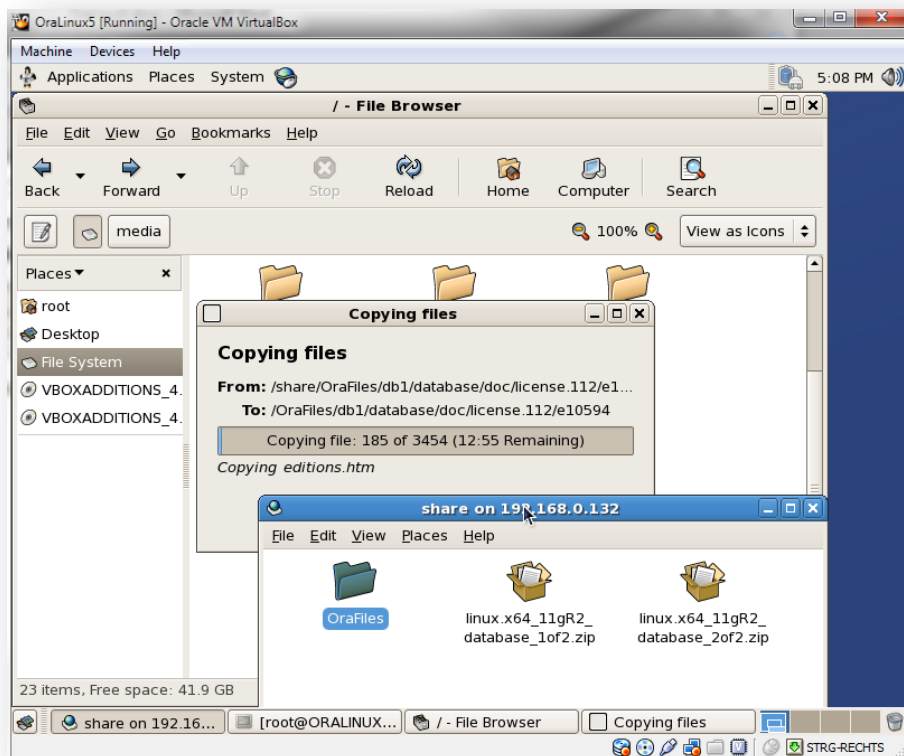 OraLinux5 [Running] - Oracle VM VirtualBox
Machine Devices Help
Applications Places System 5:08 PM
/ - File Browser
File Edit View Go Bookmarks Help
Back Forward Up Stop Reload Home Computer Search
media 100% View as Icons
Places
root
Desktop
File System
VBOXADDITIONS_4.
VBOXADDITIONS_4.
Copying files
Copying files
From: /share/OraFiles/db1/database/doc/license.112/e1...
To: /OraFiles/db1/database/doc/license.112/e10594
Copying file: 185 of 3454 (12:55 Remaining)
Copying editions.htm
share on 192.168.0.132
File Edit View Places Help
OraFiles
linux.x64_11gR2_
database_1of2.zip
linux.x64_11gR2_
database_2of2.zip
23 items, Free space: 41.9 GB
share on 192.16... [root@ORALINUX... / - File Browser Copying files
STRG-RECHTS